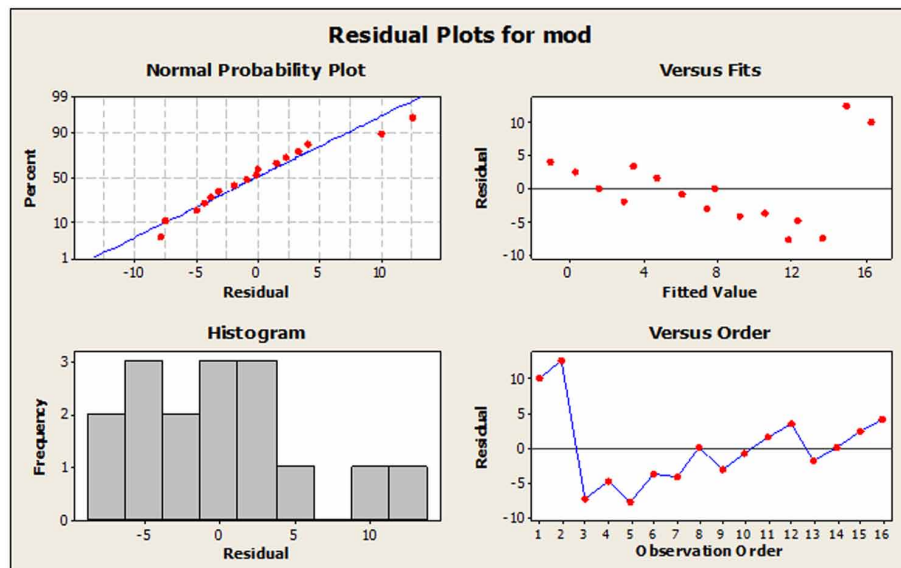 Residual Plots for mod
Normal Probability Plot
99
90
50
10
1
Percent
-10 -5 0 5 10
Residual
Versus Fits
10
5
0
-5
-10
Residual
0 4 8 12 16
Fitted Value
Histogram
3
2
1
0
Frequency
-5 0 5 10
Residual
Versus Order
10
5
0
-5
-10
Residual
1 2 3 4 5 6 7 8 9 10 11 12 13 14 15 16
Observation Order